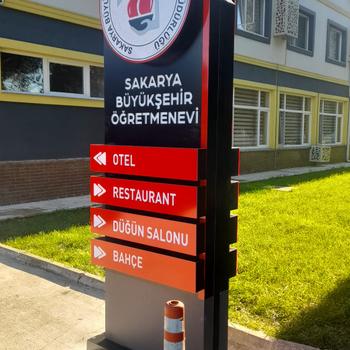 SAKARYA
BÜYÜKŞEHİR
ÖĞRETMENEVİ
OTEL
RESTAURANT
DÜĞÜN SALONU
BAHÇE